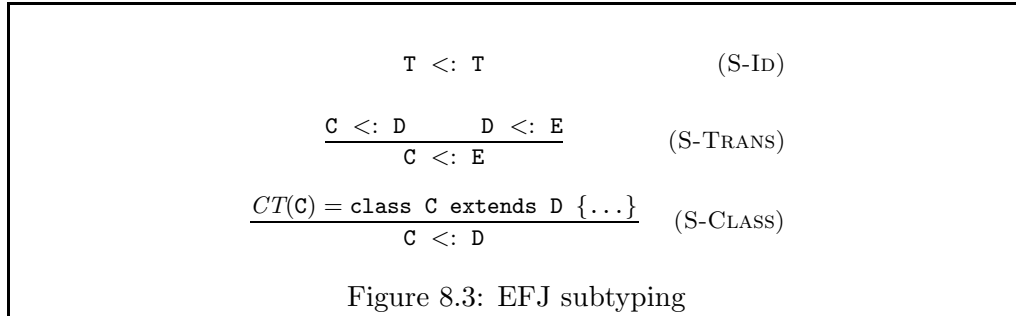 T <: T (S-Id)
C <: D D <: E
C <: E (S-Trans)
CT(C) = class C extends D {...}
C <: D (S-Class)
Figure 8.3: EFJ subtyping